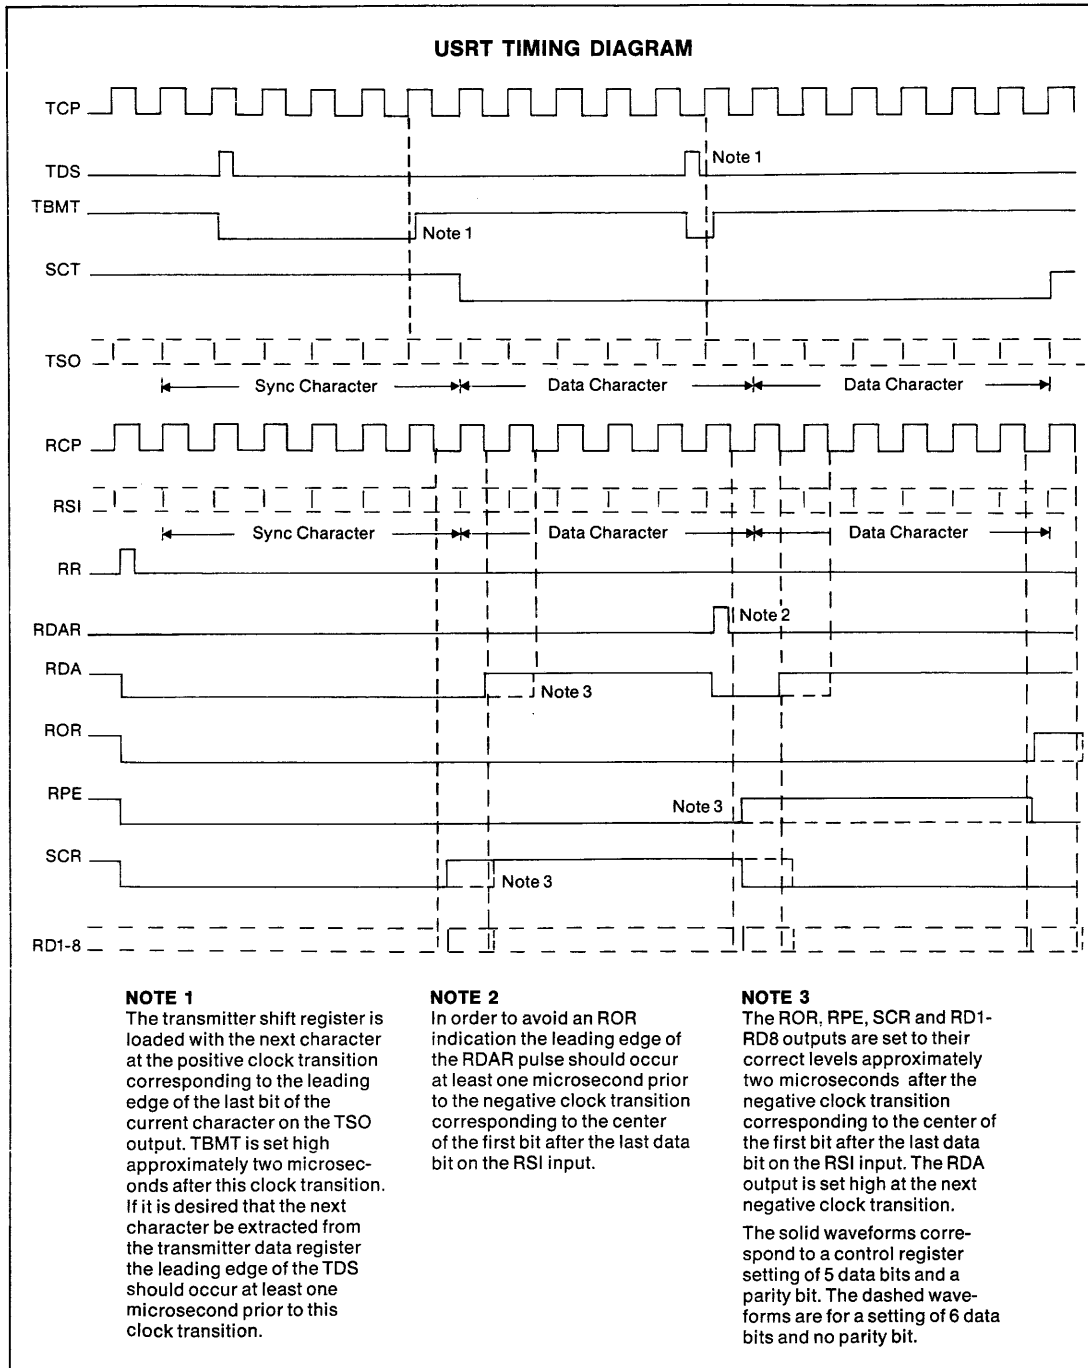 USRT TIMING DIAGRAM
TCP
TDS
Note 1
TBMT
Note 1
SCT
TSO
Sync Character
Data Character
Data Character
RCP
RSI
Sync Character
Data Character
Data Character
RR
RDAR
Note 2
RDA
Note 3
ROR
RPE
Note 3
SCR
Note 3
RD1-8
NOTE 1
The transmitter shift register is
loaded with the next character
at the positive clock transition
corresponding to the leading
edge of the last bit of the
current character on the TSO
output. TBMT is set high
approximately two microsec-
onds after this clock transition.
If it is desired that the next
character be extracted from
the transmitter data register
the leading edge of the TDS
should occur at least one
microsecond prior to this
clock transition.
NOTE 2
In order to avoid an ROR
indication the leading edge of
the RDAR pulse should occur
at least one microsecond prior
to the negative clock transition
corresponding to the center
of the first bit after the last data
bit on the RSI input.
NOTE 3
The ROR, RPE, SCR and RD1-
RD8 outputs are set to their
correct levels approximately
two microseconds after the
negative clock transition
corresponding to the center of
the first bit after the last data
bit on the RSI input. The RDA
output is set high at the next
negative clock transition.
The solid waveforms corre-
spond to a control register
setting of 5 data bits and a
parity bit. The dashed wave-
forms are for a setting of 6 data
bits and no parity bit.